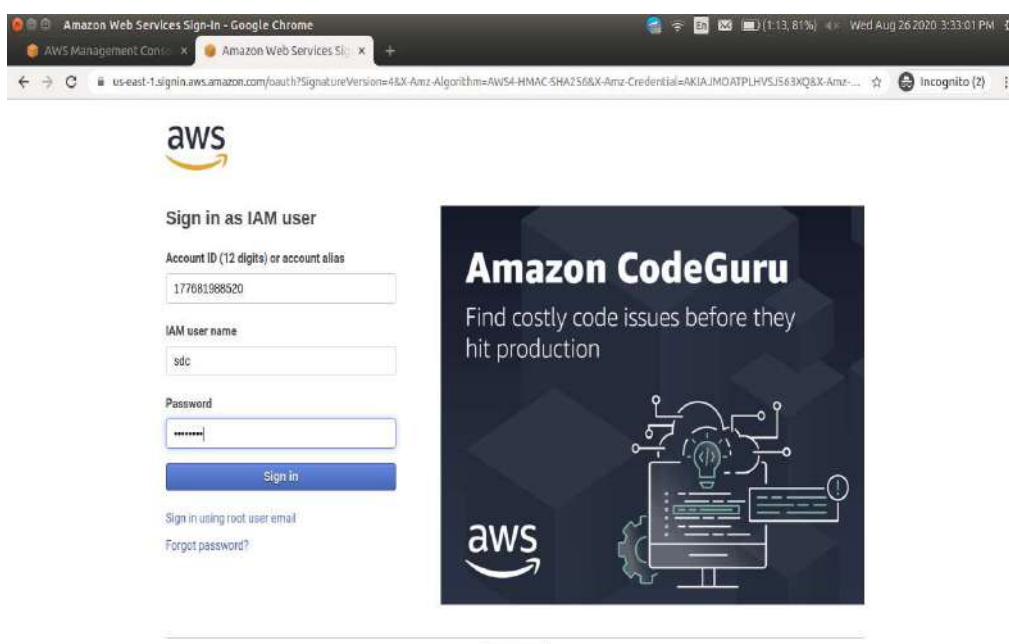 Amazon Web Services Sign-In - Google Chrome
En
(1:13, 81%)
Wed Aug 26 2020 3:33:01 PM
AWS Management Conso
Amazon Web Services Sig
us-east-1.signin.aws.amazon.com/oauth?SignatureVersion=4&X-Amz-Algorithm=AWS4-HMAC-SHA256&X-Amz-Credential=AKIAJMOATPLHVSJ563XQ&X-Amz-...
Incognito (2)
aws
Sign in as IAM user
Account ID (12 digits) or account alias
177681988520
IAM user name
sdc
Password
••••••••
Sign in
Sign in using root user email
Forgot password?
Amazon CodeGuru
Find costly code issues before they
hit production
aws